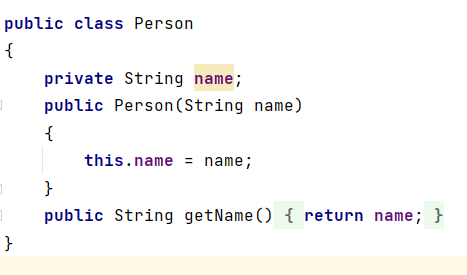 public class Person
{
    private String name;
    public Person(String name)
    {
        this.name = name;
    }
    public String getName() { return name; }
}